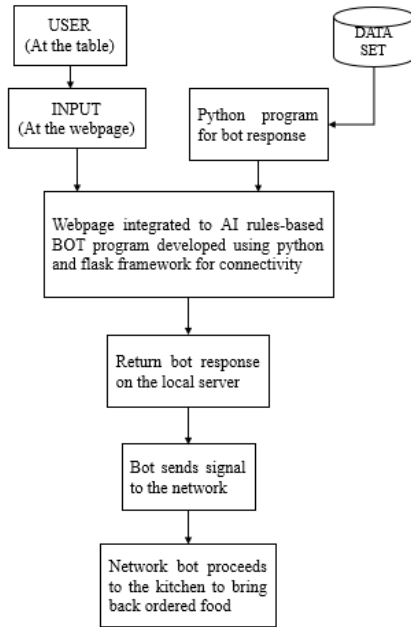 USER
(At the table)
DATA
SET
INPUT
(At the webpage)
Python program
for bot response
Webpage integrated to AI rules-based
BOT program developed using python
and flask framework for connectivity
Return bot response
on the local server
Bot sends signal
to the network
Network bot proceeds
to the kitchen to bring
back ordered food